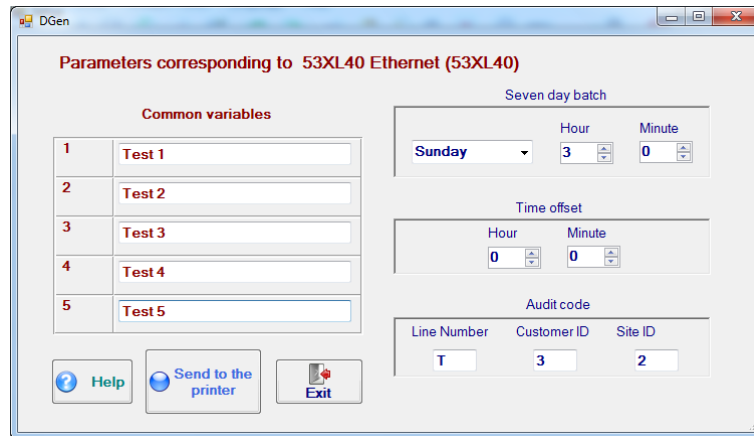 DGen
Parameters corresponding to 53XL40 Ethernet (53XL40)
Common variables
1 Test 1
2 Test 2
3 Test 3
4 Test 4
5 Test 5
Help
Send to the
printer
Exit
Seven day batch
Hour Minute
Sunday 3 0
Time offset
Hour Minute
0 0
Audit code
Line Number Customer ID Site ID
T 3 2